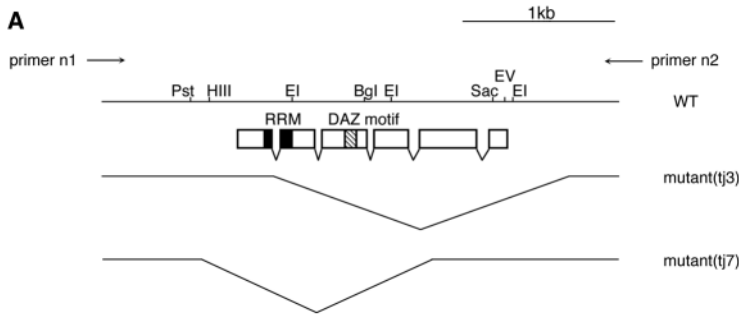 A
1kb
primer n1
primer n2
Pst HIII EI BgI EI Sac EV EI
WT
RRM DAZ motif
mutant(tj3)
mutant(tj7)